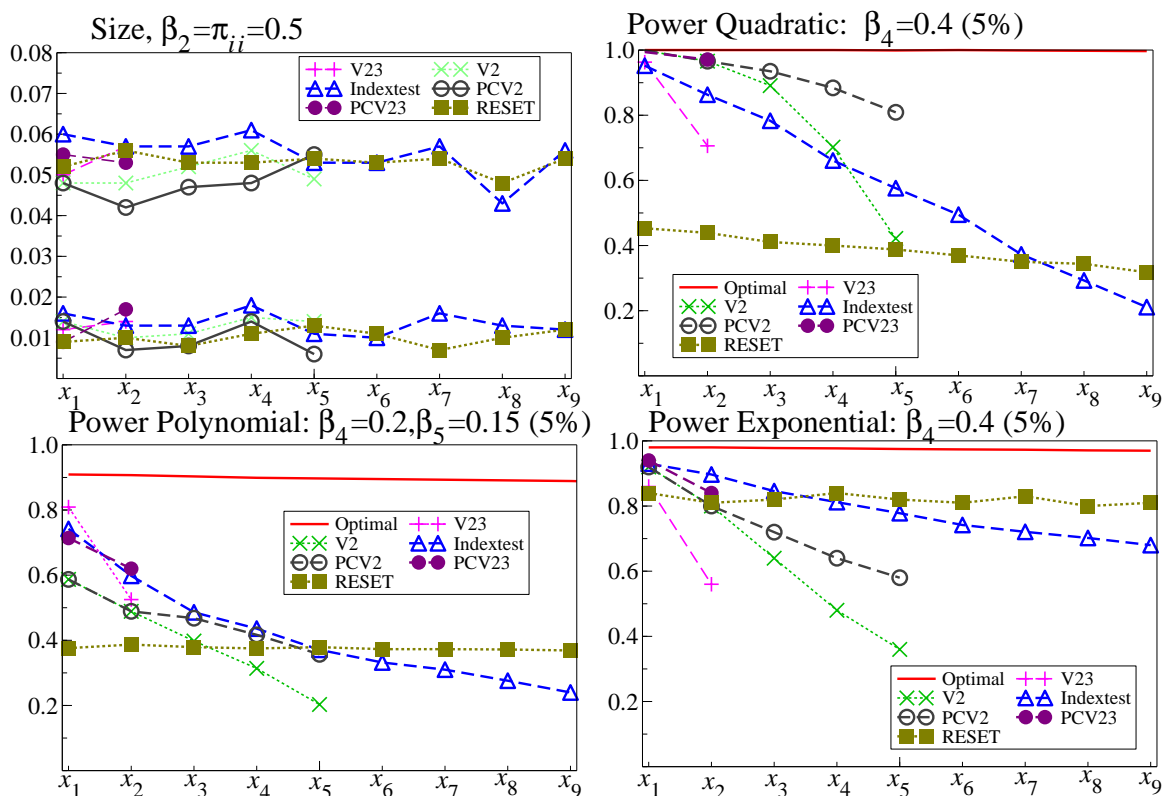 Size, β2=πii=0.5
0.08
0.07
0.06
0.05
0.04
0.03
0.02
0.01
V23 V2
Indextest PCV2
PCV23 RESET
x1 x2 x3 x4 x5 x6 x7 x8 x9
Power Quadratic: β4=0.4 (5%)
1.0
0.8
0.6
0.4
0.2
Optimal V23
V2 Indextest
PCV2 PCV23
RESET
x1 x2 x3 x4 x5 x6 x7 x8 x9
Power Polynomial: β4=0.2,β5=0.15 (5%)
1.0
0.8
0.6
0.4
0.2
Optimal V23
V2 Indextest
PCV2 PCV23
RESET
x1 x2 x3 x4 x5 x6 x7 x8 x9
Power Exponential: β4=0.4 (5%)
1.0
0.8
0.6
0.4
0.2
Optimal V23
V2 Indextest
PCV2 PCV23
RESET
x1 x2 x3 x4 x5 x6 x7 x8 x9